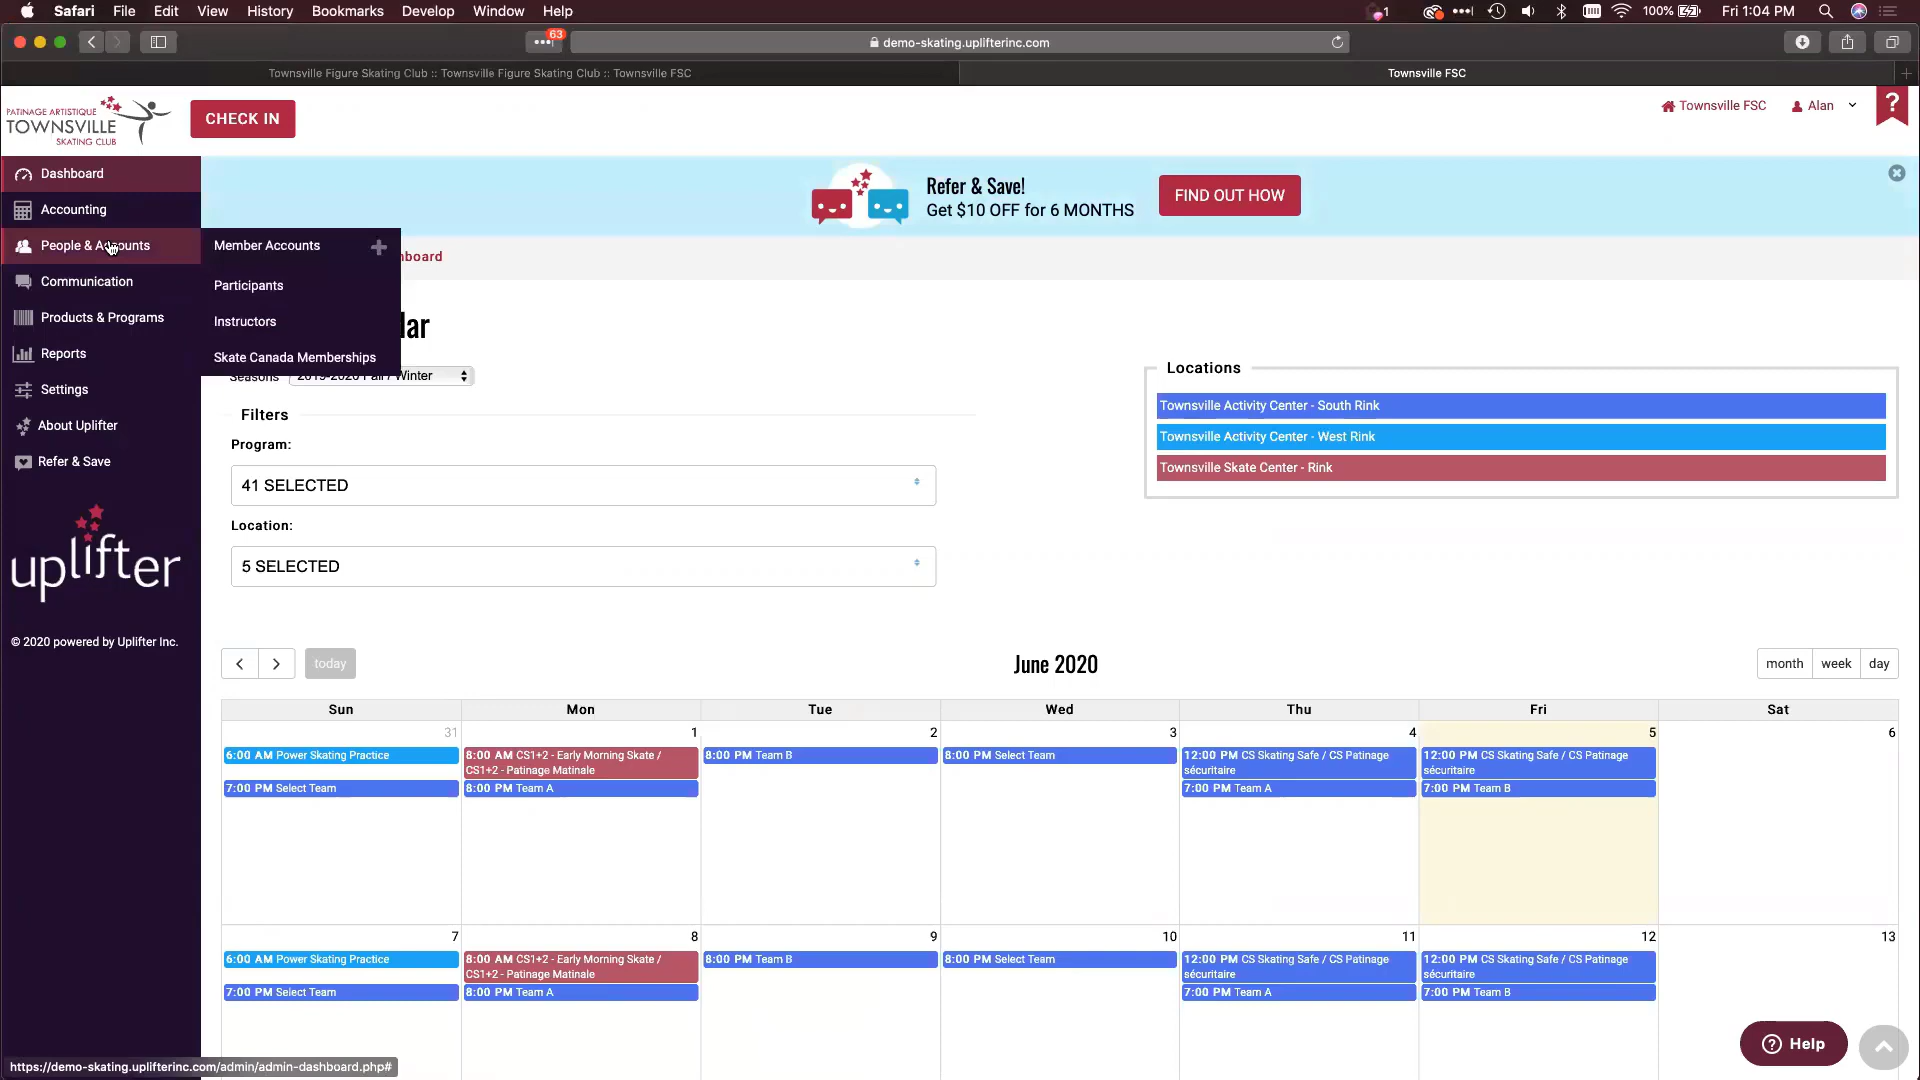 Safari File Edit View History Bookmarks Develop Window Help
1 100% Fri 1:04 PM
63
demo-skating.uplifterinc.com
Townsville Figure Skating Club :: Townsville Figure Skating Club :: Townsville FSC
Townsville FSC
PATINAGE ARTISTIQUE
TOWNSVILLE
SKATING CLUB
CHECK IN
Townsville FSC Alan
?
Dashboard
Accounting
People & Accounts
Communication
Products & Programs
Reports
Settings
About Uplifter
Refer & Save
uplifter
© 2020 powered by Uplifter Inc.
Member Accounts
Participants
Instructors
Skate Canada Memberships
Refer & Save!
Get $10 OFF for 6 MONTHS
FIND OUT HOW
hboard
dar
Seasons 2019-2020 Fall / Winter
Filters
Program:
41 SELECTED
Location:
5 SELECTED
Locations
Townsville Activity Center - South Rink
Townsville Activity Center - West Rink
Townsville Skate Center - Rink
today
June 2020
month week day
Sun Mon Tue Wed Thu Fri Sat
31 1 2 3 4 5 6
6:00 AM Power Skating Practice
7:00 PM Select Team
8:00 AM CS1+2 - Early Morning Skate /
CS1+2 - Patinage Matinale
8:00 PM Team A
8:00 PM Team B
8:00 PM Select Team
12:00 PM CS Skating Safe / CS Patinage
sécuritaire
7:00 PM Team A
12:00 PM CS Skating Safe / CS Patinage
sécuritaire
7:00 PM Team B
7 8 9 10 11 12 13
6:00 AM Power Skating Practice
7:00 PM Select Team
8:00 AM CS1+2 - Early Morning Skate /
CS1+2 - Patinage Matinale
8:00 PM Team A
8:00 PM Team B
8:00 PM Select Team
12:00 PM CS Skating Safe / CS Patinage
sécuritaire
7:00 PM Team A
12:00 PM CS Skating Safe / CS Patinage
sécuritaire
7:00 PM Team B
Help
https://demo-skating.uplifterinc.com/admin/admin-dashboard.php#